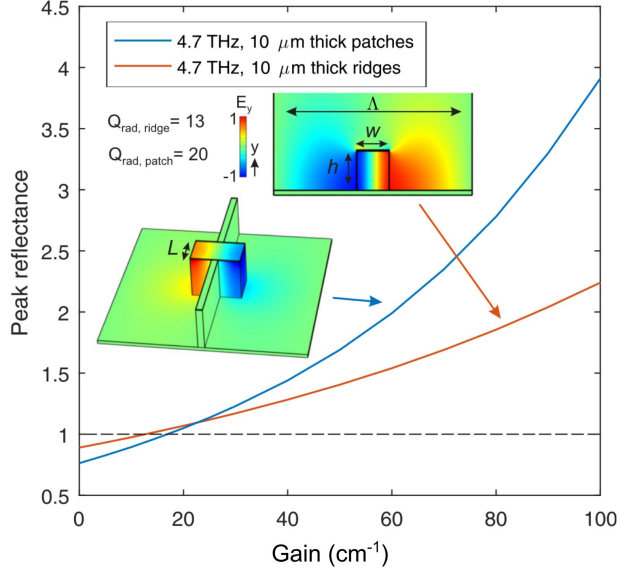 4.5
4
3.5
3
2.5
2
1.5
1
0.5
0
20
40
60
80
100
Peak reflectance
Gain (cm⁻¹)
4.7 THz, 10 μm thick patches
4.7 THz, 10 μm thick ridges
Q_rad, ridge = 13
Q_rad, patch = 20
E_y
1
-1
y
Λ
w
h
L